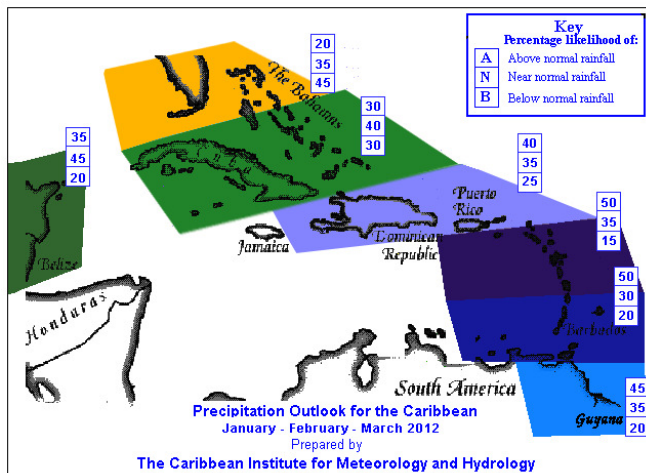 Key
Percentage likelihood of:
A Above normal rainfall
N Near normal rainfall
B Below normal rainfall
20
35
45
The Bahamas
30
40
30
Cuba
35
45
20
Belize
40
35
25
Puerto
Rico
Jamaica
Dominican
Republic
50
35
15
50
30
20
Barbados
Honduras
South America
Guyana
45
35
20
Precipitation Outlook for the Caribbean
January - February - March 2012
Prepared by
The Caribbean Institute for Meteorology and Hydrology